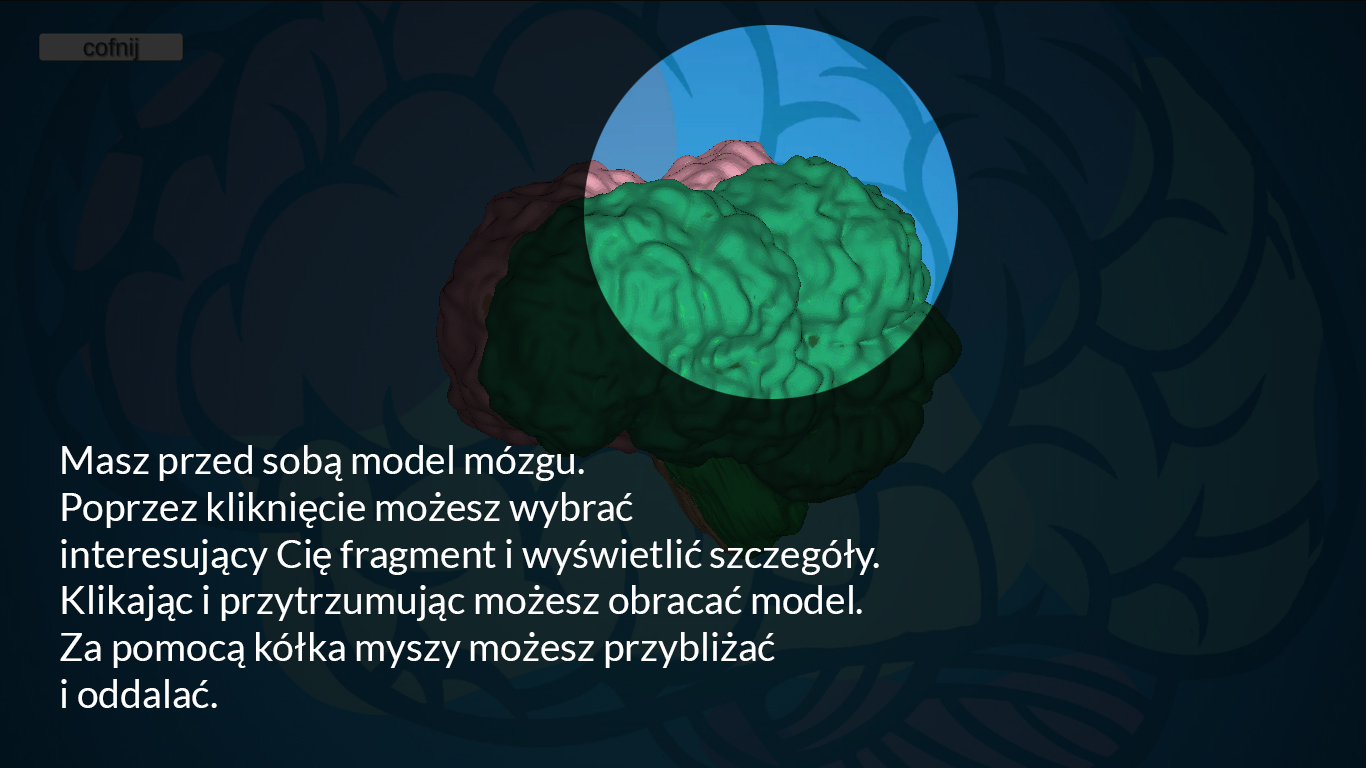 cofnij
Masz przed sobą model mózgu.
Poprzez kliknięcie możesz wybrać
interesujący Cię fragment i wyświetlić szczegóły.
Klikając i przytrzumując możesz obracać model.
Za pomocą kółka myszy możesz przybliżać
i oddalać.